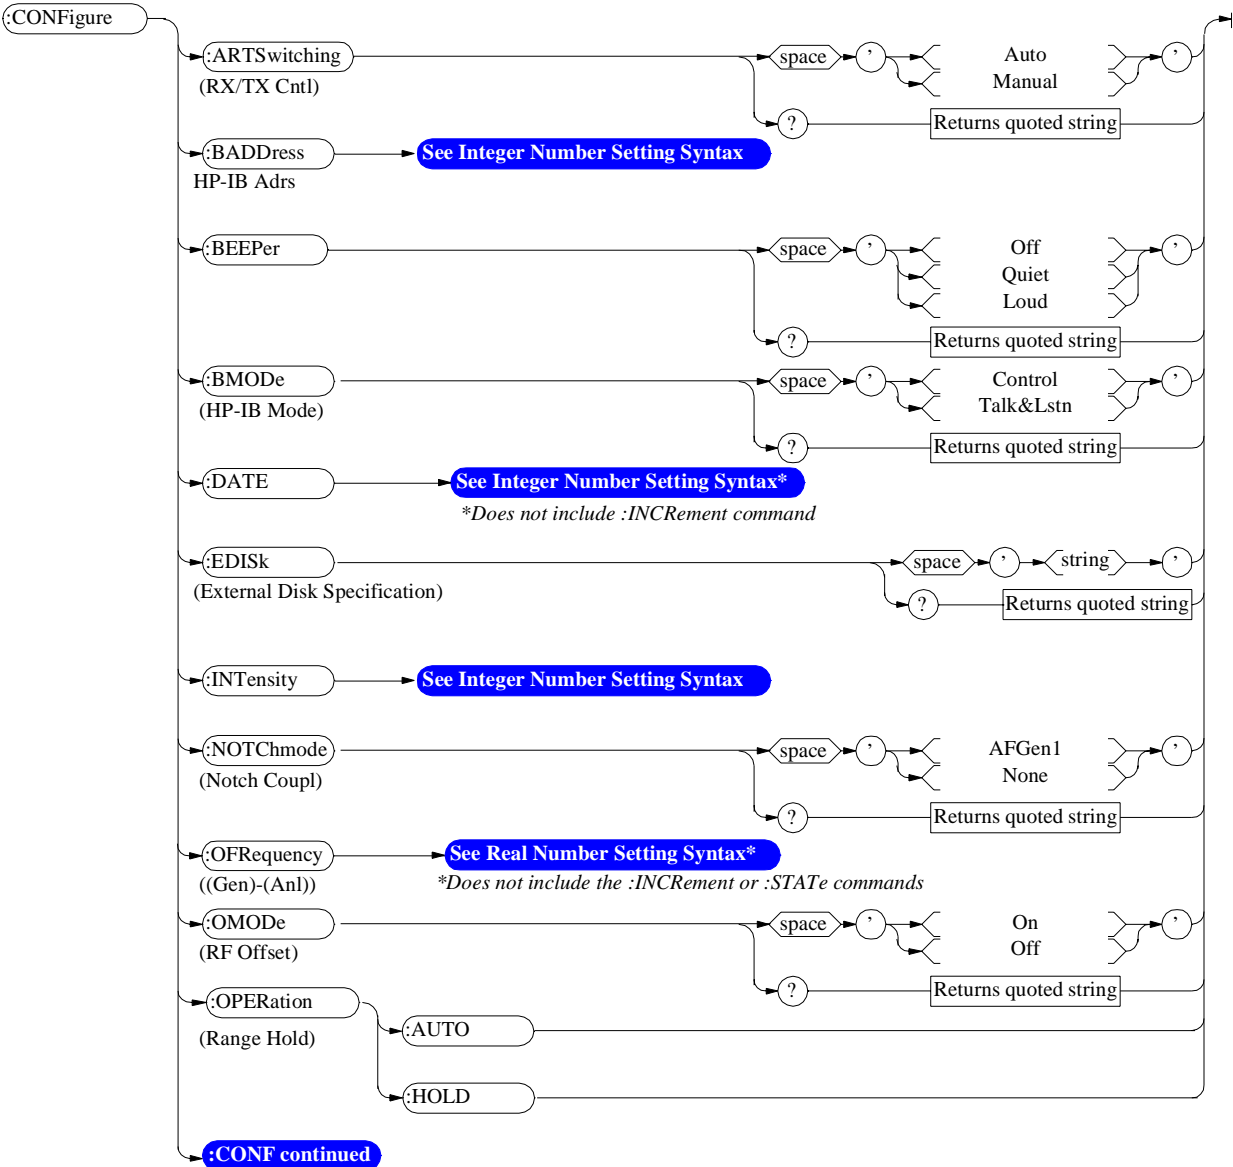 :CONFigure
:ARTSwitching
(RX/TX Cntl)
space ’ Auto ’
Manual
? Returns quoted string
:BADDress See Integer Number Setting Syntax
HP-IB Adrs
:BEEPer space ’ Off ’
Quiet
Loud
? Returns quoted string
:BMODe space ’ Control ’
(HP-IB Mode) Talk&Lstn
? Returns quoted string
:DATE See Integer Number Setting Syntax*
*Does not include :INCRement command
:EDISk space ’ string ’
(External Disk Specification)
? Returns quoted string
:INTensity See Integer Number Setting Syntax
:NOTChmode space ’ AFGen1 ’
(Notch Coupl) None
? Returns quoted string
:OFRequency See Real Number Setting Syntax*
((Gen)-(Anl)) *Does not include the :INCRement or :STATe commands
:OMODe space ’ On ’
(RF Offset) Off
? Returns quoted string
:OPERation
(Range Hold)
:AUTO
:HOLD
:CONF continued